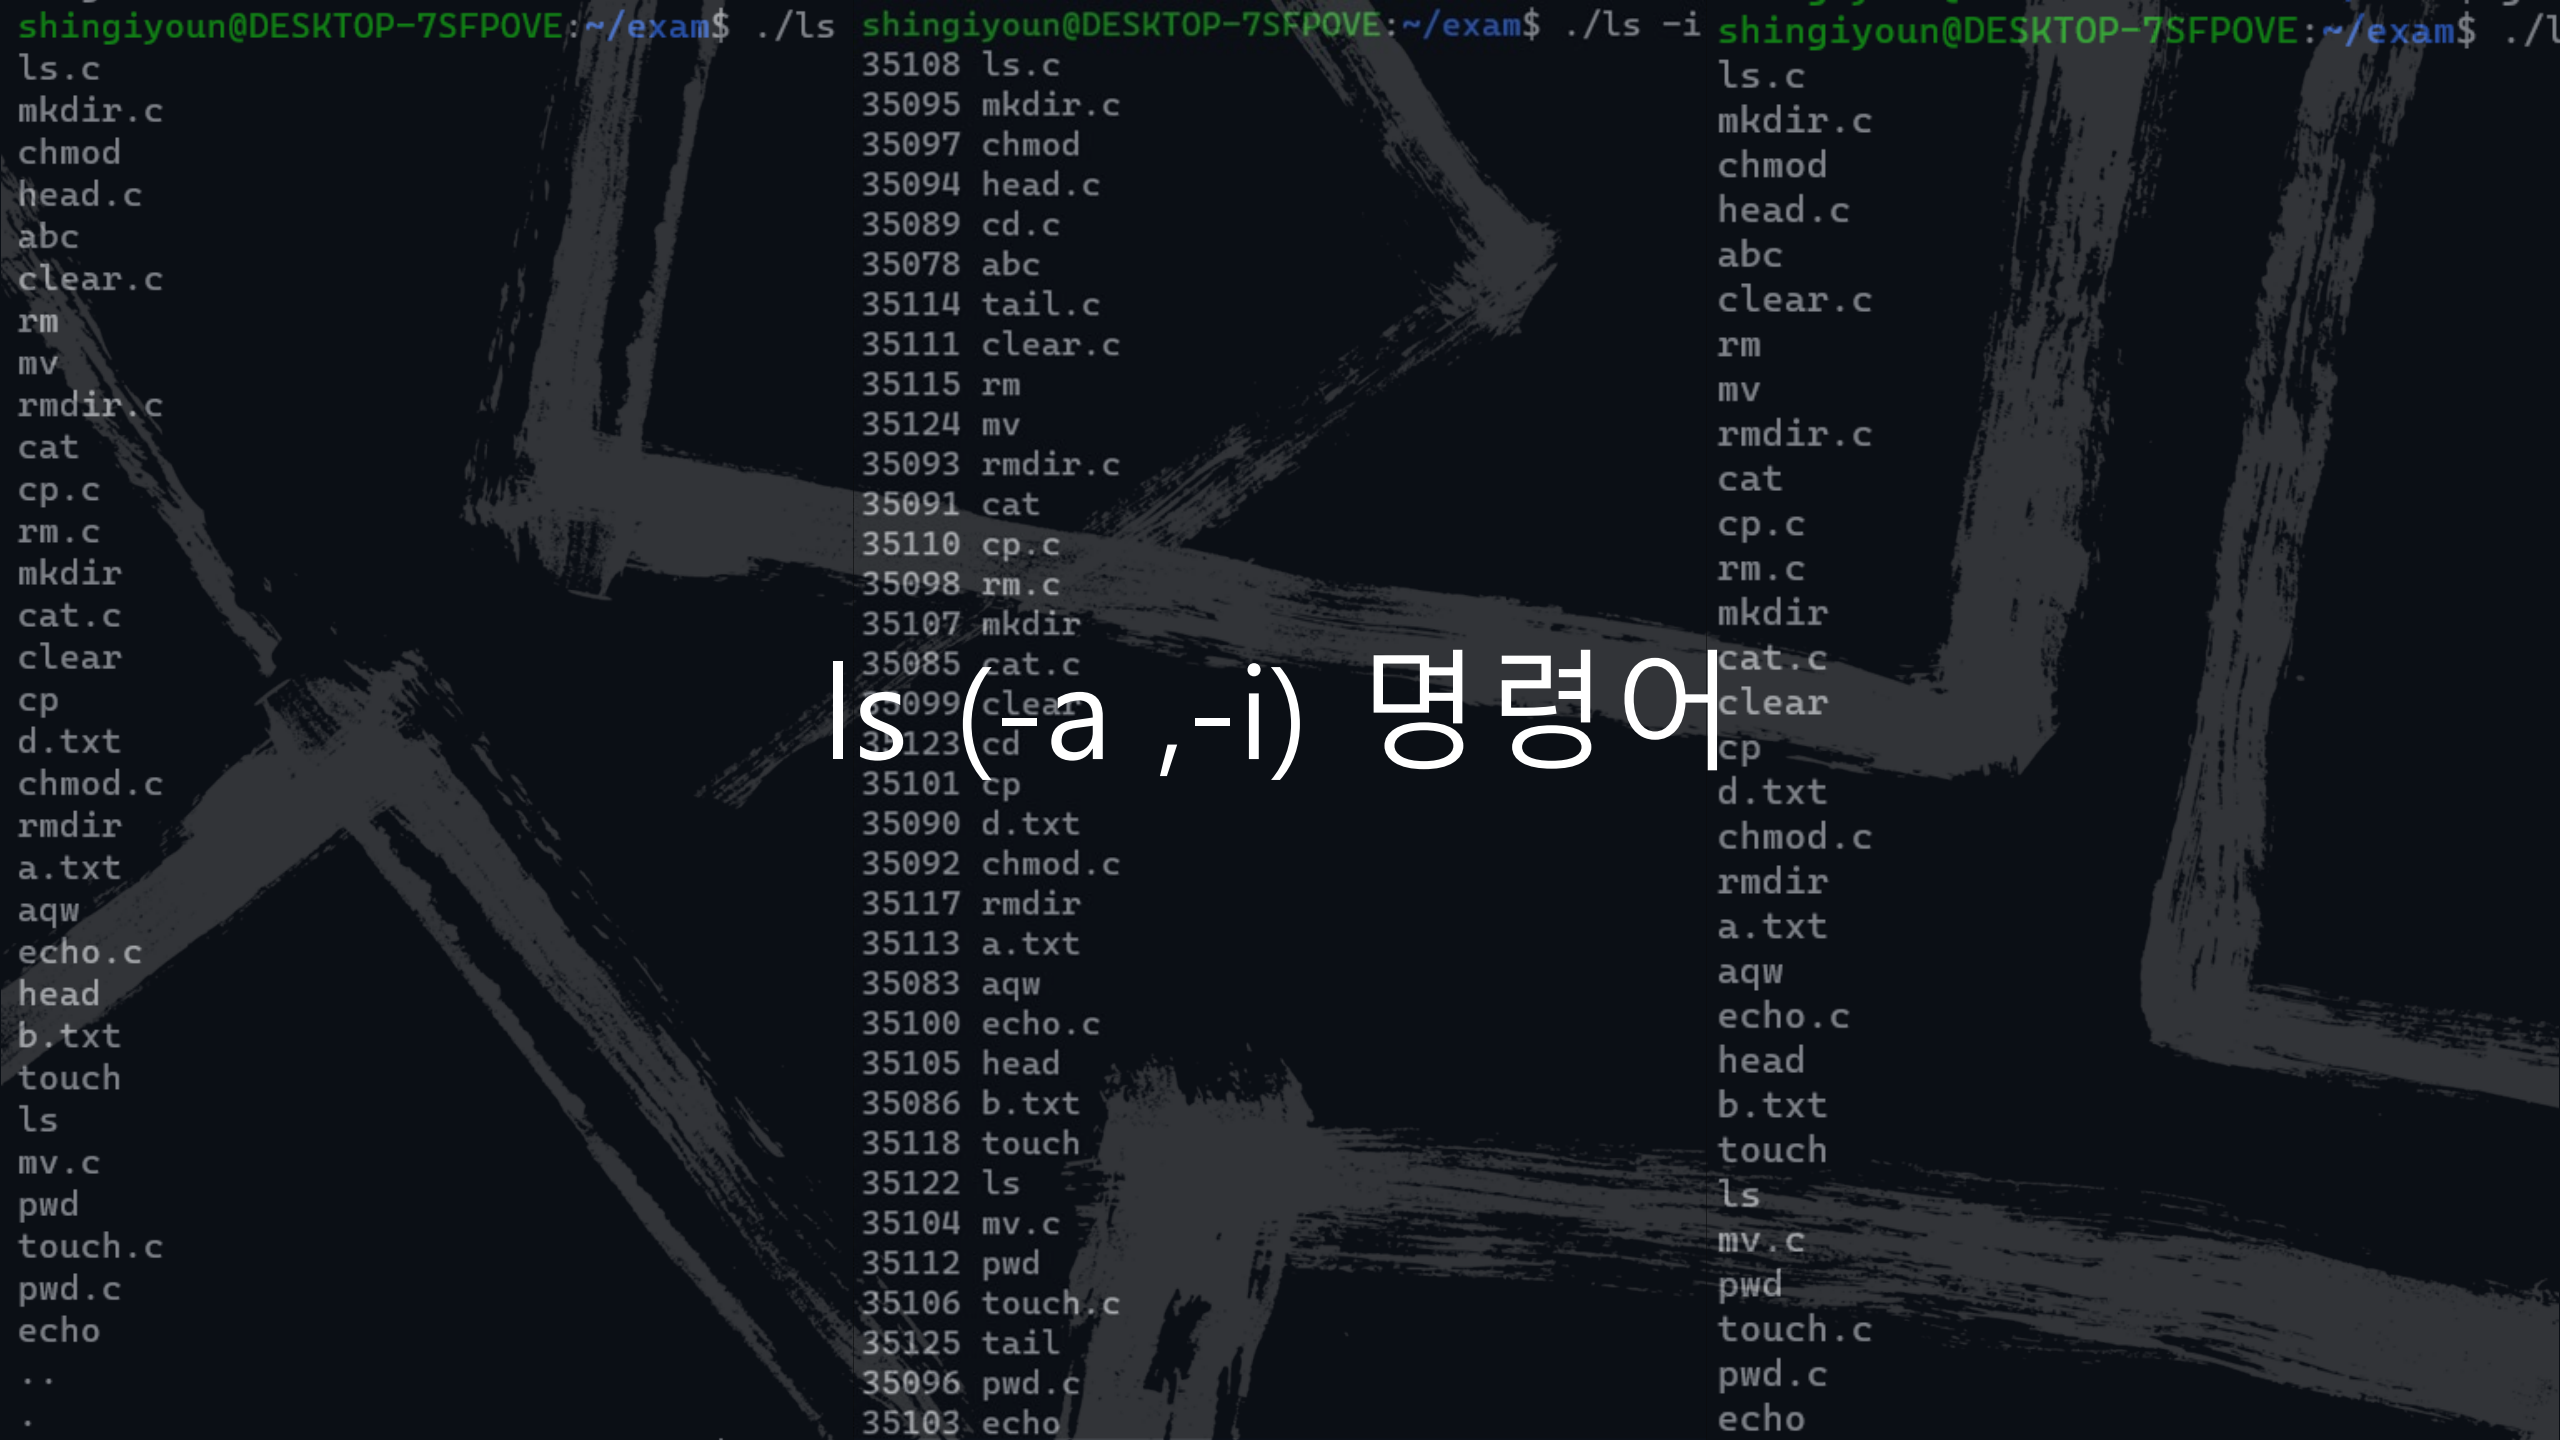 shingiyoun@DESKTOP-7SFPOVE:~/exam$ ./ls
ls.c
mkdir.c
chmod
head.c
abc
clear.c
rm
mv
rmdir.c
cat
cp.c
rm.c
mkdir
cat.c
clear
cp
d.txt
chmod.c
rmdir
a.txt
aqw
echo.c
head
b.txt
touch
ls
mv.c
pwd
touch.c
pwd.c
echo
..
.
shingiyoun@DESKTOP-7SFPOVE:~/exam$ ./ls -i
35108 ls.c
35095 mkdir.c
35097 chmod
35094 head.c
35089 cd.c
35078 abc
35114 tail.c
35111 clear.c
35115 rm
35124 mv
35093 rmdir.c
35091 cat
35110 cp.c
35098 rm.c
35107 mkdir
35085 cat.c
35099 clear
35123 cd
35101 cp
35090 d.txt
35092 chmod.c
35117 rmdir
35113 a.txt
35083 aqw
35100 echo.c
35105 head
35086 b.txt
35118 touch
35122 ls
35104 mv.c
35112 pwd
35106 touch.c
35125 tail
35096 pwd.c
35103 echo
shingiyoun@DESKTOP-7SFPOVE:~/exam$ ./l
ls.c
mkdir.c
chmod
head.c
abc
clear.c
rm
mv
rmdir.c
cat
cp.c
rm.c
mkdir
cat.c
clear
cp
d.txt
chmod.c
rmdir
a.txt
aqw
echo.c
head
b.txt
touch
ls
mv.c
pwd
touch.c
pwd.c
echo
ls (-a ,-i) 명령어